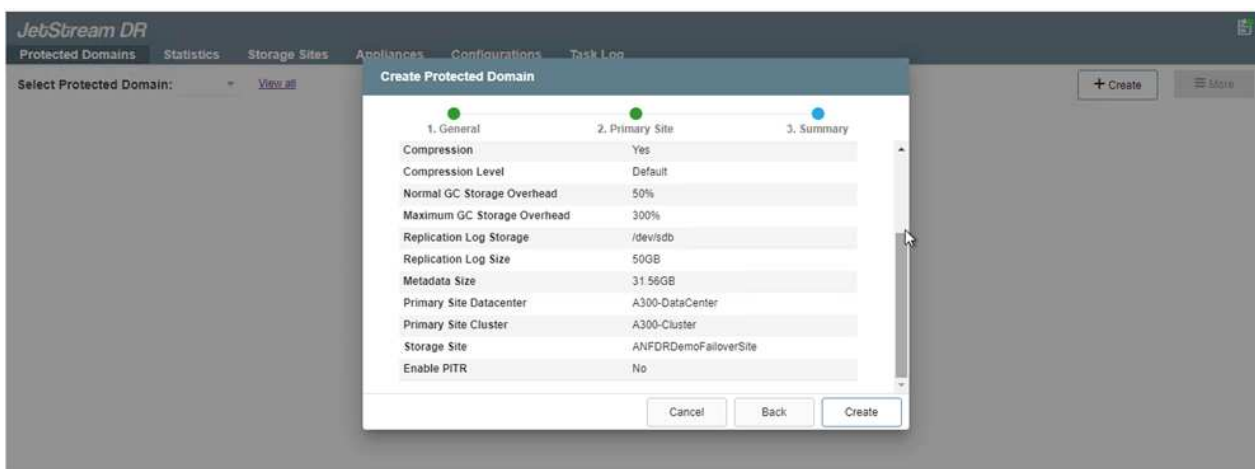 JetStream DR
Protected Domains Statistics Storage Sites Appliances Configurations Task Log
Select Protected Domain: View all + Create More
Create Protected Domain
1. General 2. Primary Site 3. Summary
Compression Yes
Compression Level Default
Normal GC Storage Overhead 50%
Maximum GC Storage Overhead 300%
Replication Log Storage /dev/sdb
Replication Log Size 50GB
Metadata Size 31.56GB
Primary Site Datacenter A300-DataCenter
Primary Site Cluster A300-Cluster
Storage Site ANFDRDemoFailoverSite
Enable PITR No
Cancel Back Create